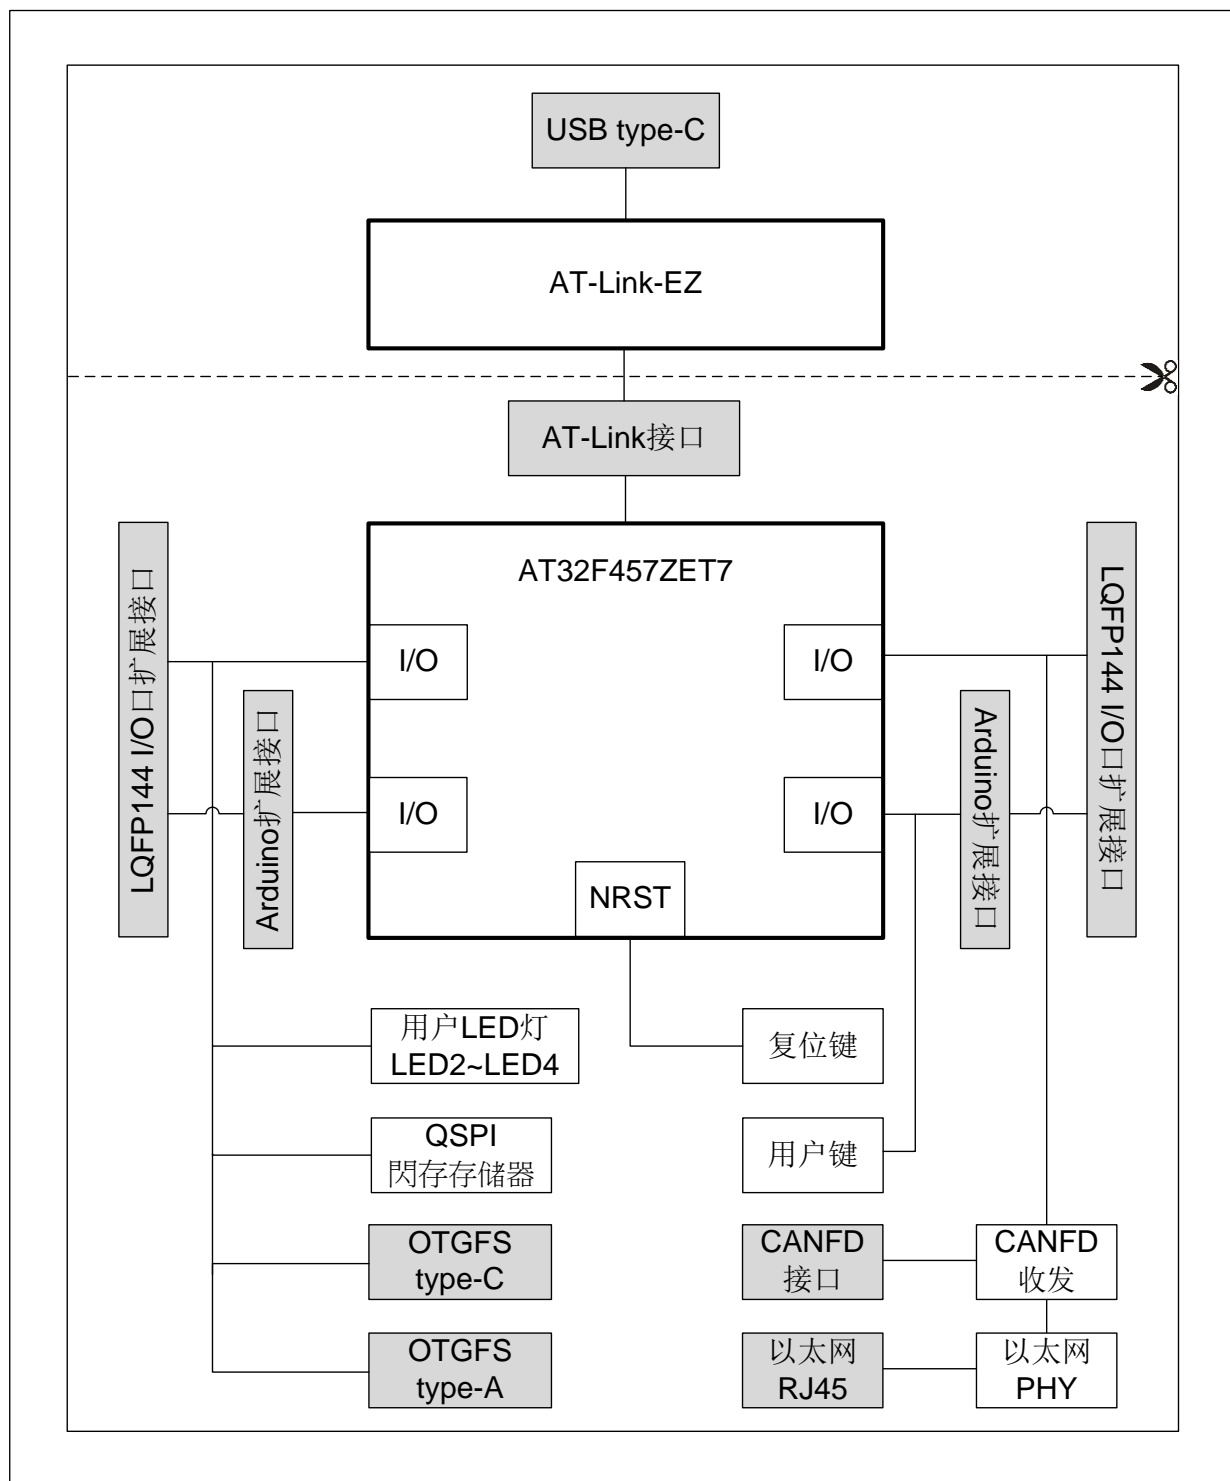 USB type-C
AT-Link-EZ
AT-Link接口
AT32F457ZET7
LQFP144 I/O口扩展接口
Arduino扩展接口
I/O
I/O
I/O
I/O
NRST
Arduino扩展接口
LQFP144 I/O口扩展接口
用户LED灯
LED2~LED4
复位键
QSPI
閃存存储器
用户键
OTGFS
type-C
CANFD
接口
CANFD
收发
OTGFS
type-A
以太网
RJ45
以太网
PHY